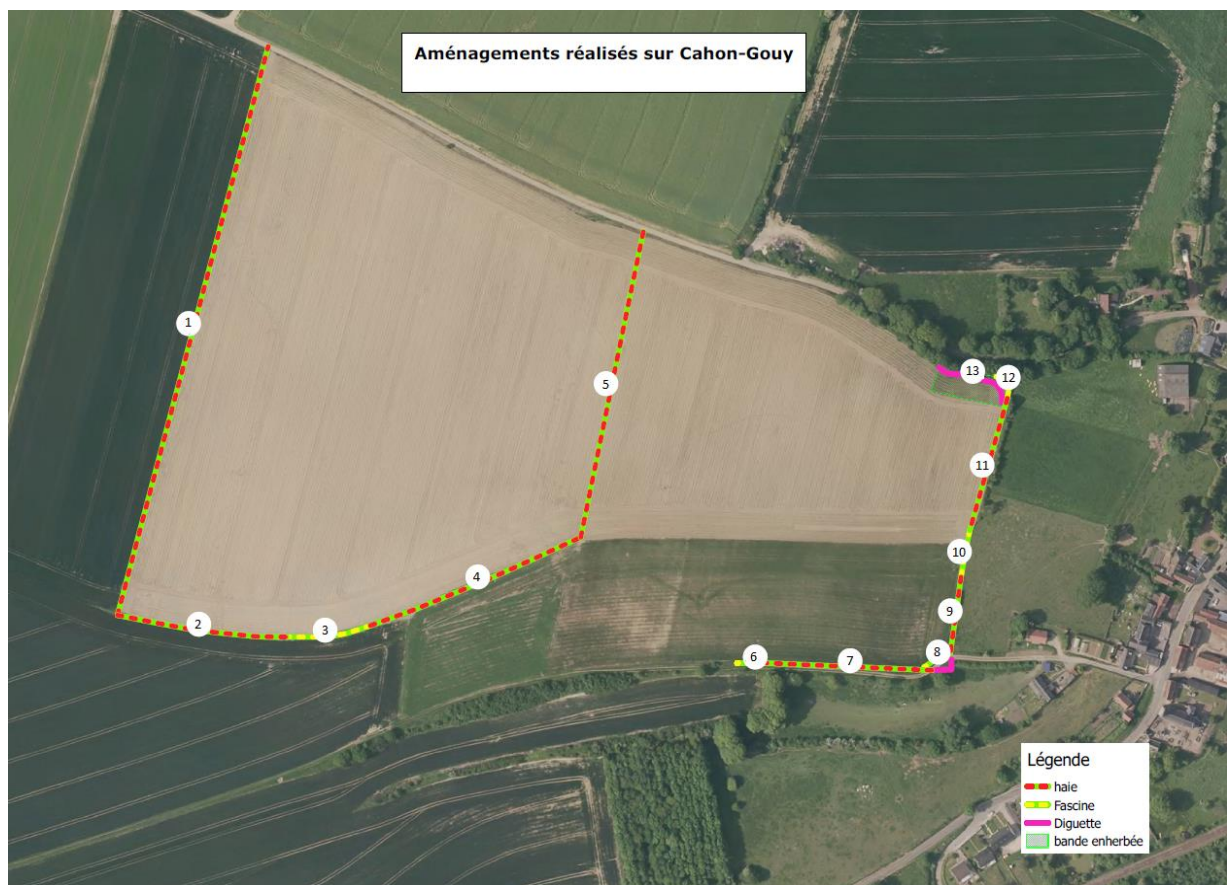 Aménagements réalisés sur Cahon-Gouy
1
5
13
12
11
10
4
9
2
3
8
6
7
Légende
haie
Fascine
Diguette
bande enherbée